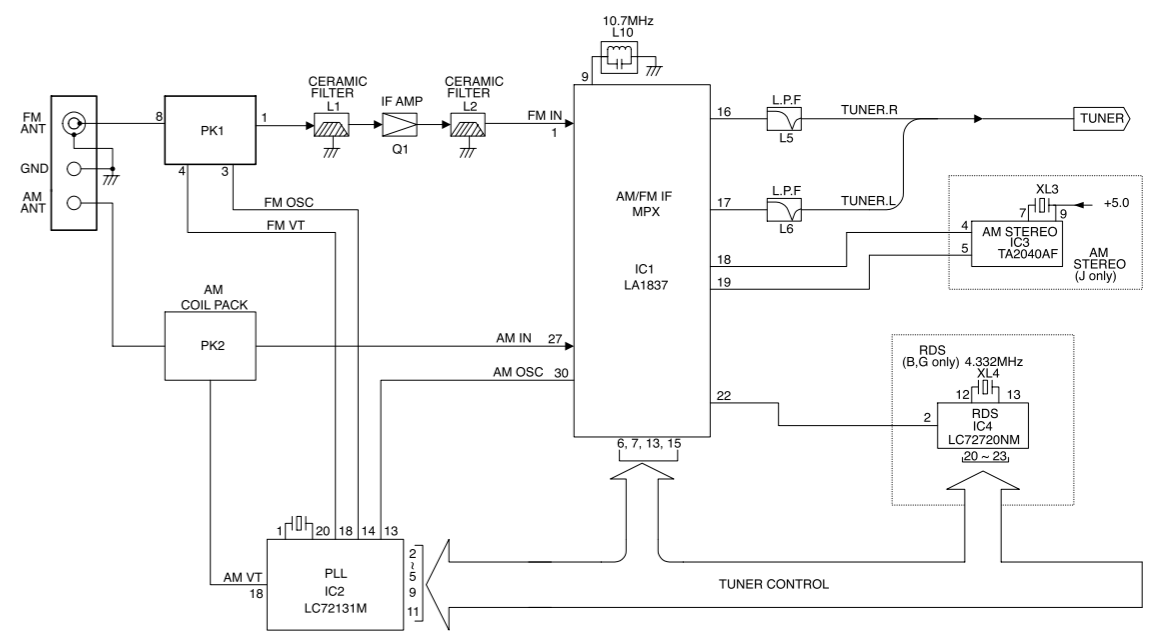 10.7MHz
L10
9
CERAMIC
FILTER
L1
IF AMP
Q1
CERAMIC
FILTER
L2
FM
ANT
GND
AM
ANT
8
PK1
1
4
3
FM IN
1
FM OSC
FM VT
AM/FM IF
MPX
IC1
LA1837
16
L.P.F
L5
TUNER.R
TUNER
17
L.P.F
L6
TUNER.L
18
19
XL3
7
9
+5.0
4
5
AM STEREO
IC3
TA2040AF
AM
STEREO
(J only)
AM
COIL PACK
PK2
AM IN
27
AM OSC
30
22
RDS
(B,G only)
4.332MHz
XL4
12
13
2
RDS
IC4
LC72720NM
20 ~ 23
6, 7, 13, 15
1
20
18
14
13
AM VT
18
PLL
IC2
LC72131M
2
~
5
9
11
TUNER CONTROL